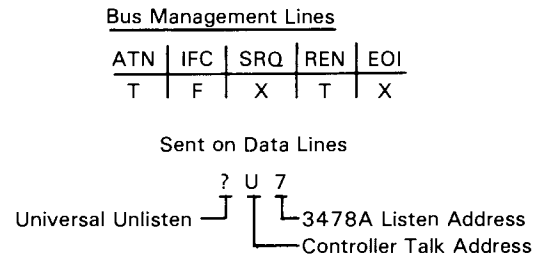 Bus Management Lines
ATN IFC SRQ REN EOI
T F X T X
Sent on Data Lines
? U 7
Universal Unlisten 3478A Listen Address
Controller Talk Address